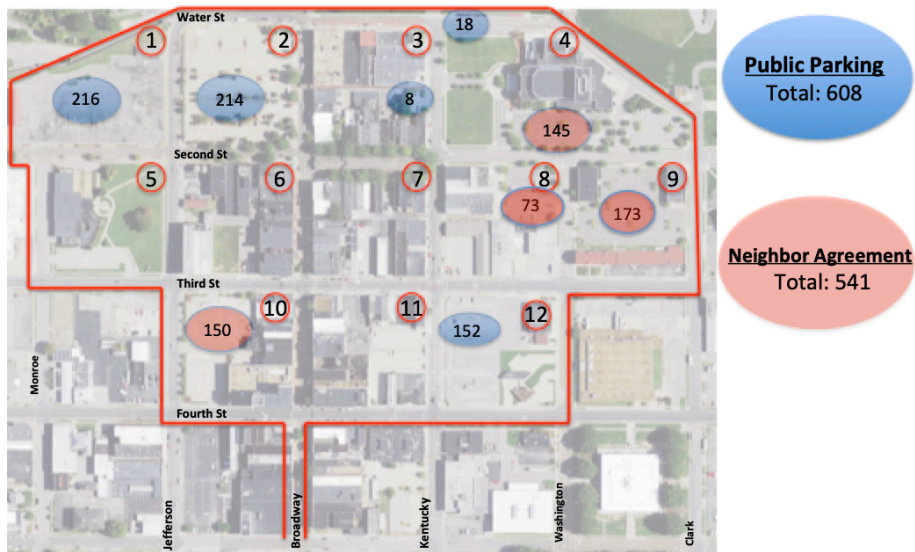 Water St
18
1
2
3
4
216
214
8
145
Second St
5
6
7
8
9
73
173
Third St
10
11
12
150
152
Monroe
Fourth St
Jefferson
Broadway
Kentucky
Washington
Clark
Public Parking
Total: 608
Neighbor Agreement
Total: 541